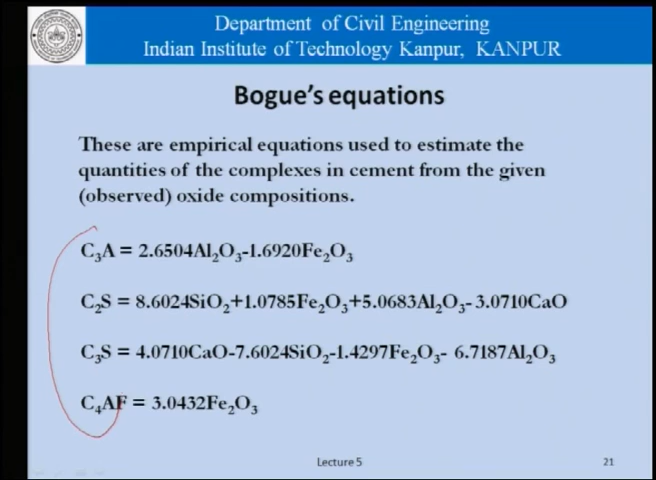 Department of Civil Engineering
Indian Institute of Technology Kanpur, KANPUR
Bogue's equations
These are empirical equations used to estimate the
quantities of the complexes in cement from the given
(observed) oxide compositions.
C₃A = 2.6504Al₂O₃-1.6920Fe₂O₃
C₂S = 8.6024SiO₂+1.0785Fe₂O₃+5.0683Al₂O₃- 3.0710CaO
C₃S = 4.0710CaO-7.6024SiO₂-1.4297Fe₂O₃- 6.7187Al₂O₃
C₄AF = 3.0432Fe₂O₃
Lecture 5
21